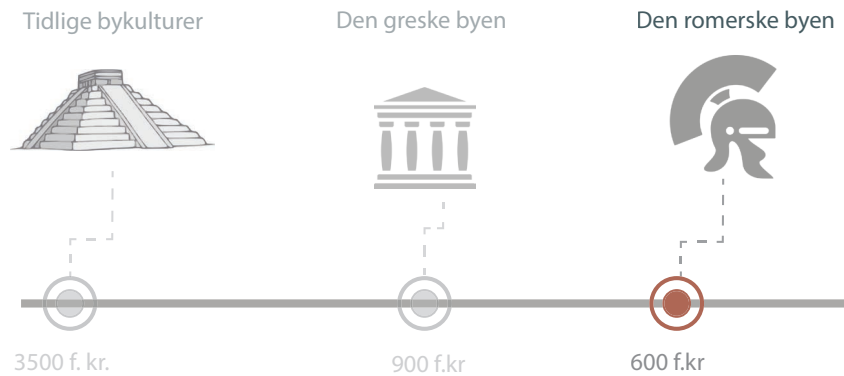 Tidlige bykulturer
Den greske byen
Den romerske byen
3500 f. kr.
900 f.kr
600 f.kr